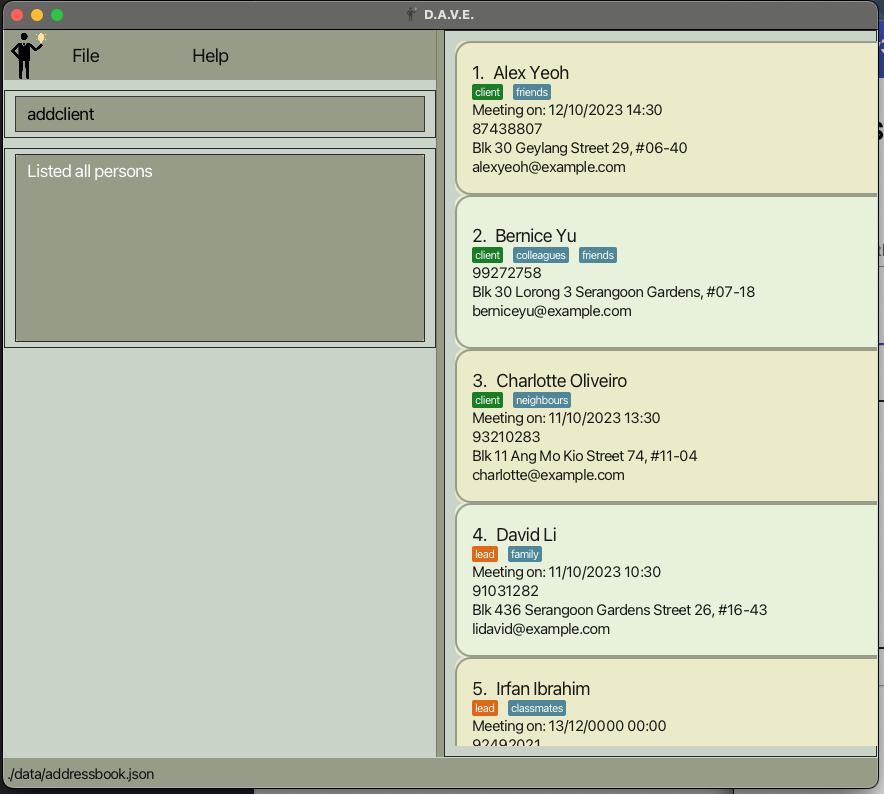 D.A.V.E.
File Help
addclient
Listed all persons
1. Alex Yeoh
client friends
Meeting on: 12/10/2023 14:30
87438807
Blk 30 Geylang Street 29, #06-40
alexyeoh@example.com
2. Bernice Yu
client colleagues friends
99272758
Blk 30 Lorong 3 Serangoon Gardens, #07-18
berniceyu@example.com
3. Charlotte Oliveiro
client neighbours
Meeting on: 11/10/2023 13:30
93210283
Blk 11 Ang Mo Kio Street 74, #11-04
charlotte@example.com
4. David Li
lead family
Meeting on: 11/10/2023 10:30
91031282
Blk 436 Serangoon Gardens Street 26, #16-43
lidavid@example.com
5. Irfan Ibrahim
lead classmates
Meeting on: 13/12/0000 00:00
92492021
./data/addressbook.json